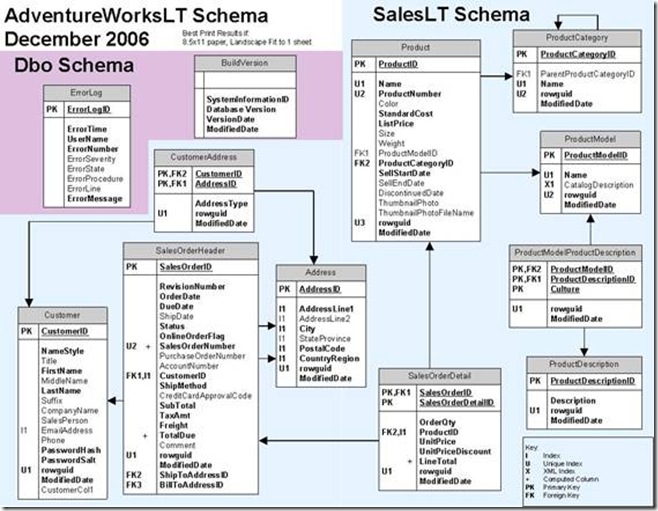 AdventureWorksLT Schema
December 2006
Best Print Results if:
8.5x11 paper, Landscape Fit to 1 sheet
Dbo Schema
BuildVersion
SystemInformationID
Database Version
VersionDate
ModifiedDate
ErrorLog
PK ErrorLogID
ErrorTime
UserName
ErrorNumber
ErrorSeverity
ErrorState
ErrorProcedure
ErrorLine
ErrorMessage
SalesLT Schema
Product
PK ProductID
U1 Name
U2 ProductNumber
Color
StandardCost
ListPrice
Size
Weight
FK1 ProductModelID
FK2 ProductCategoryID
SellStartDate
SellEndDate
DiscontinuedDate
ThumbnailPhoto
ThumbnailPhotoFileName
U3 rowguid
ModifiedDate
ProductCategory
PK ProductCategoryID
FK1 ParentProductCategoryID
U1 Name
U2 rowguid
ModifiedDate
ProductModel
PK ProductModelID
U1 Name
X1 CatalogDescription
U2 rowguid
ModifiedDate
CustomerAddress
PK,FK2 CustomerID
PK,FK1 AddressID
AddressType
U1 rowguid
ModifiedDate
SalesOrderHeader
PK SalesOrderID
RevisionNumber
OrderDate
DueDate
ShipDate
Status
OnlineOrderFlag
U2 + SalesOrderNumber
PurchaseOrderNumber
AccountNumber
FK1,I1 CustomerID
ShipMethod
CreditCardApprovalCode
SubTotal
TaxAmt
Freight
+ TotalDue
Comment
U1 rowguid
ModifiedDate
FK2 ShipToAddressID
FK3 BillToAddressID
Address
PK AddressID
I1 AddressLine1
I1 AddressLine2
I1 City
I1 StateProvince
I1 PostalCode
I1 CountryRegion
U1 rowguid
ModifiedDate
ProductModelProductDescription
PK,FK2 ProductModelID
PK,FK1 ProductDescriptionID
PK Culture
U1 rowguid
ModifiedDate
Customer
PK CustomerID
NameStyle
Title
FirstName
MiddleName
LastName
Suffix
CompanyName
SalesPerson
I1 EmailAddress
Phone
PasswordHash
PasswordSalt
U1 rowguid
ModifiedDate
CustomerCol1
SalesOrderDetail
PK,FK1 SalesOrderID
PK SalesOrderDetailID
OrderQty
FK2,I1 ProductID
UnitPrice
UnitPriceDiscount
+ LineTotal
U1 rowguid
ModifiedDate
ProductDescription
PK ProductDescriptionID
Description
U1 rowguid
ModifiedDate
Key
I Index
U Unique Index
X XML Index
+ Computed Column
PK Primary Key
FK Foreign Key